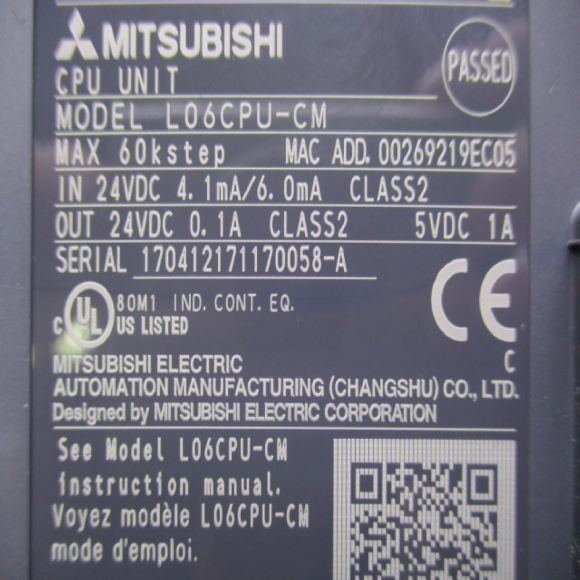 MITSUBISHI
PASSED
CPU UNIT
MODEL L06CPU-CM
MAX 60kstep MAC ADD. 00269219EC05
IN 24VDC 4.1mA/6.0mA CLASS2
OUT 24VDC 0.1A CLASS2 5VDC 1A
SERIAL 170412171170058-A
CE
C UL 80M1 IND. CONT. EQ.
US LISTED
C
MITSUBISHI ELECTRIC
AUTOMATION MANUFACTURING (CHANGSHU) CO., LTD.
Designed by MITSUBISHI ELECTRIC CORPORATION
See Model L06CPU-CM
instruction manual.
Voyez modèle L06CPU-CM
mode d'emploi.